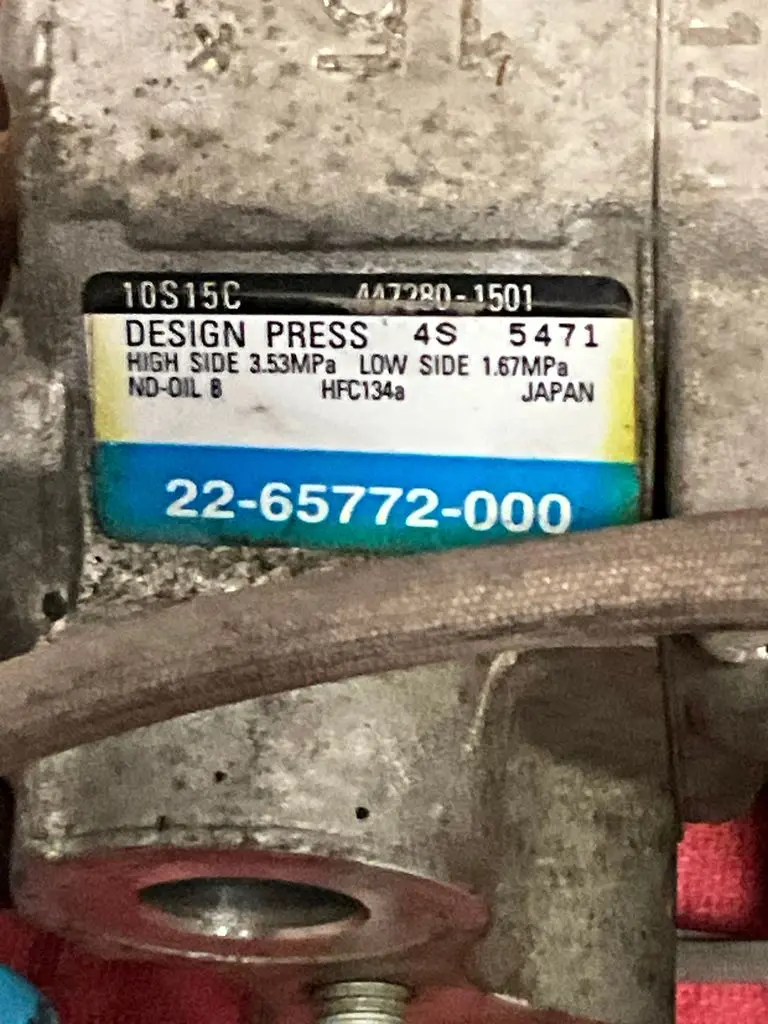 10S15C 447280-1501
DESIGN PRESS 4S 5471
HIGH SIDE 3.53MPa LOW SIDE 1.67MPa
ND-OIL 8 HFC134a JAPAN
22-65772-000